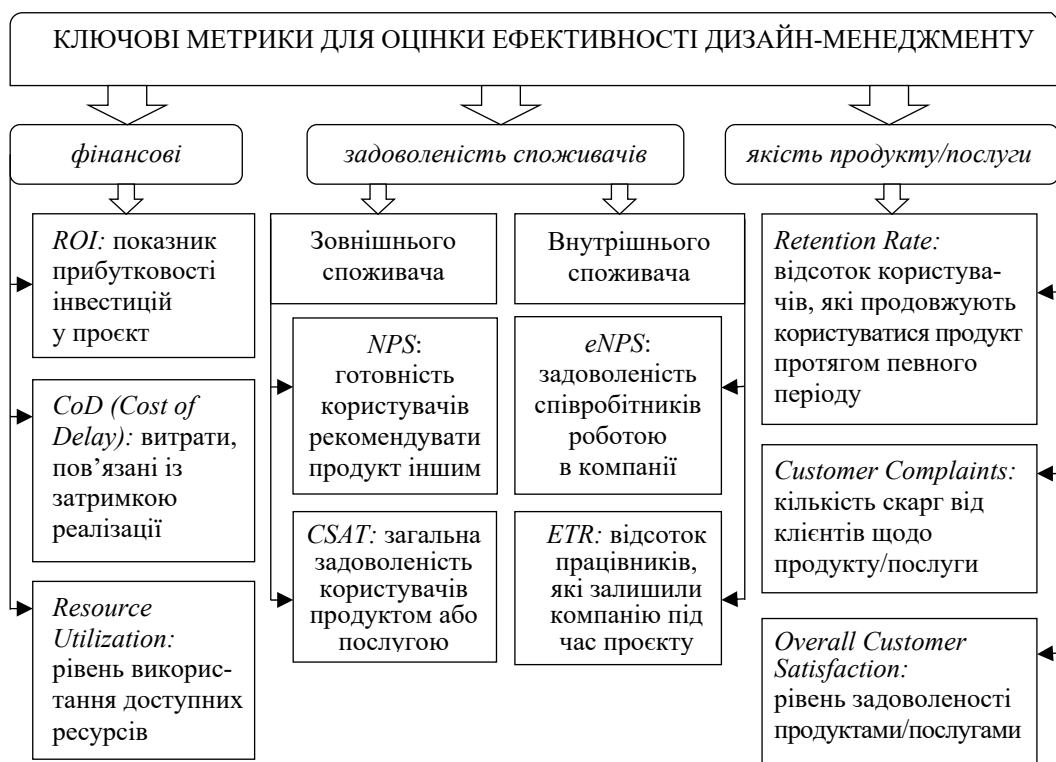 КЛЮЧОВІ МЕТРИКИ ДЛЯ ОЦІНКИ ЕФЕКТИВНОСТІ ДИЗАЙН-МЕНЕДЖМЕНТУ
фінансові
задоволеність споживачів
якість продукту/послуги
ROI: показник
прибутковості
інвестицій
у проєкт
CoD (Cost of
Delay): витрати,
пов’язані із
затримкою
реалізації
Resource
Utilization:
рівень викорис-
тання доступних
ресурсів
Зовнішнього
споживача
NPS:
готовність
користувачів
рекомендувати
продукт іншим
CSAT: загальна
задоволеність
користувачів
продуктом або
послугою
Внутрішнього
споживача
eNPS:
задоволеність
співробітників
роботою
в компанії
ETR: відсоток
працівників,
які залишили
компанію під
час проєкту
Retention Rate:
відсоток користува-
чів, які продовжують
користуватися продукт
протягом певного
періоду
Customer Complaints:
кількість скарг від
клієнтів щодо
продукту/послуги
Overall Customer
Satisfaction:
рівень задоволеності
продуктами/послугами